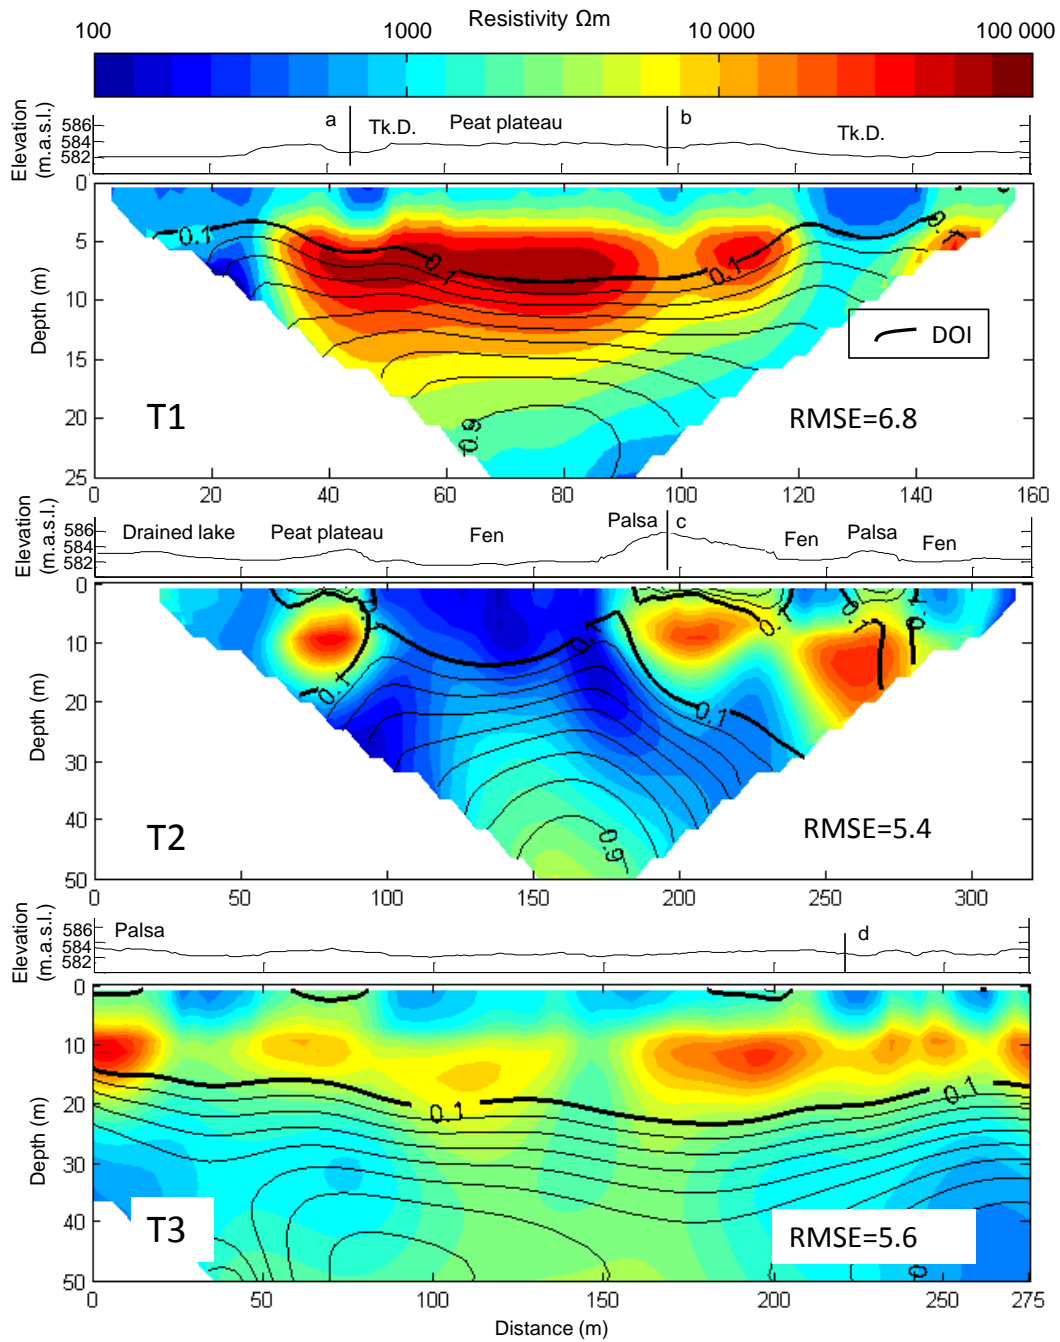 Resistivity Ωm
100 1000 10 000 100 000
Elevation
(m.a.s.l.)
586
584
582
a Tk.D. Peat plateau b Tk.D.
0
5
10
15
20
25
Depth (m)
0.1 0.1 0.1 0.1
0.9
DOI
T1 RMSE=6.8
0 20 40 60 80 100 120 140 160
Elevation
(m.a.s.l.)
586
584
582
Drained lake Peat plateau Fen Palsa c Fen Palsa Fen
0
10
20
30
40
50
Depth (m)
0.1 0.1 0.1 0.1 0.1 0.1 0.1
0.9
T2 RMSE=5.4
0 50 100 150 200 250 300
Elevation
(m.a.s.l.)
586
584
582
Palsa d
0
10
20
30
40
50
Depth (m)
0.1 0.1
T3 RMSE=5.6
0 50 100 150 200 250 275
Distance (m)